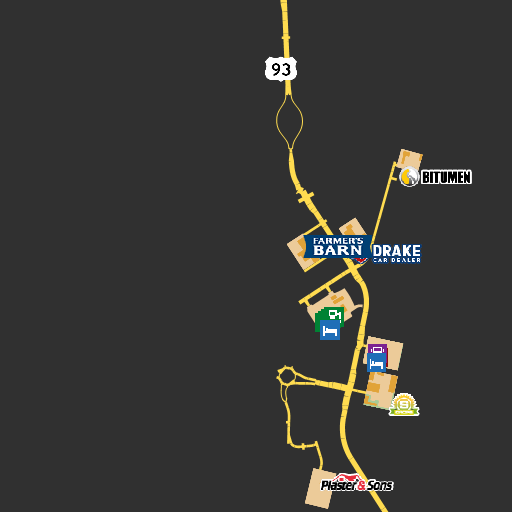 93
BITUMEN
FARMER'S
BARN
DRAKE
CAR DEALER
S
Plaster & Sons